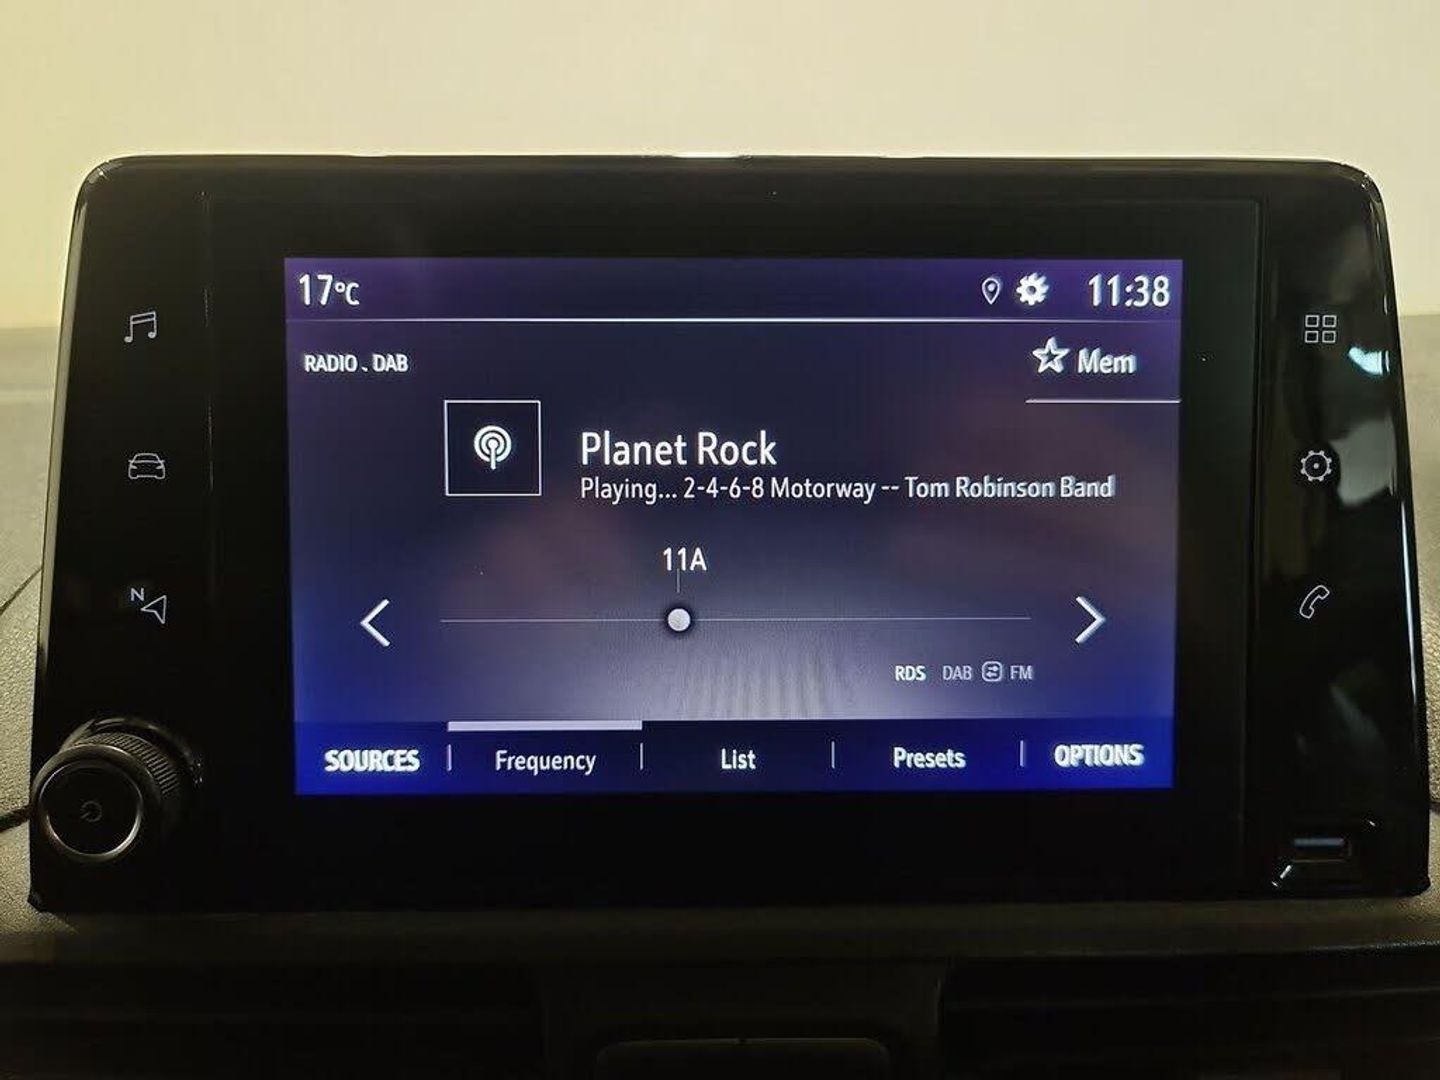 17°C 11:38
RADIO . DAB
Mem
Planet Rock
Playing... 2-4-6-8 Motorway -- Tom Robinson Band
11A
RDS DAB FM
SOURCES Frequency List Presets OPTIONS
N